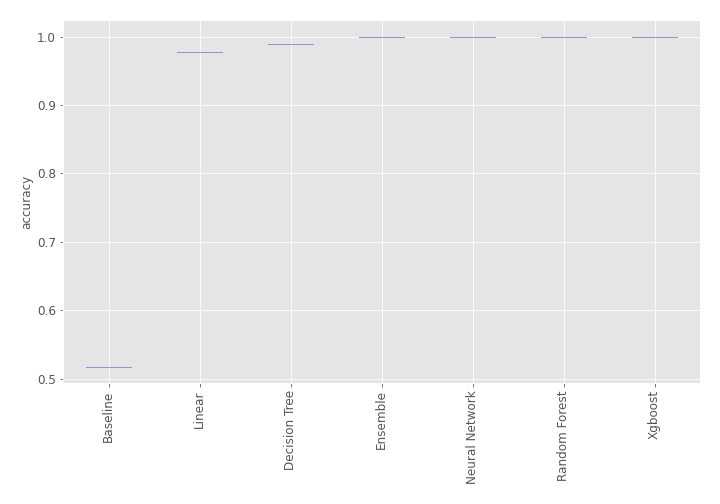 1.0
0.9
0.8
0.7
0.6
0.5
accuracy
Baseline
Linear
Decision Tree
Ensemble
Neural Network
Random Forest
Xgboost